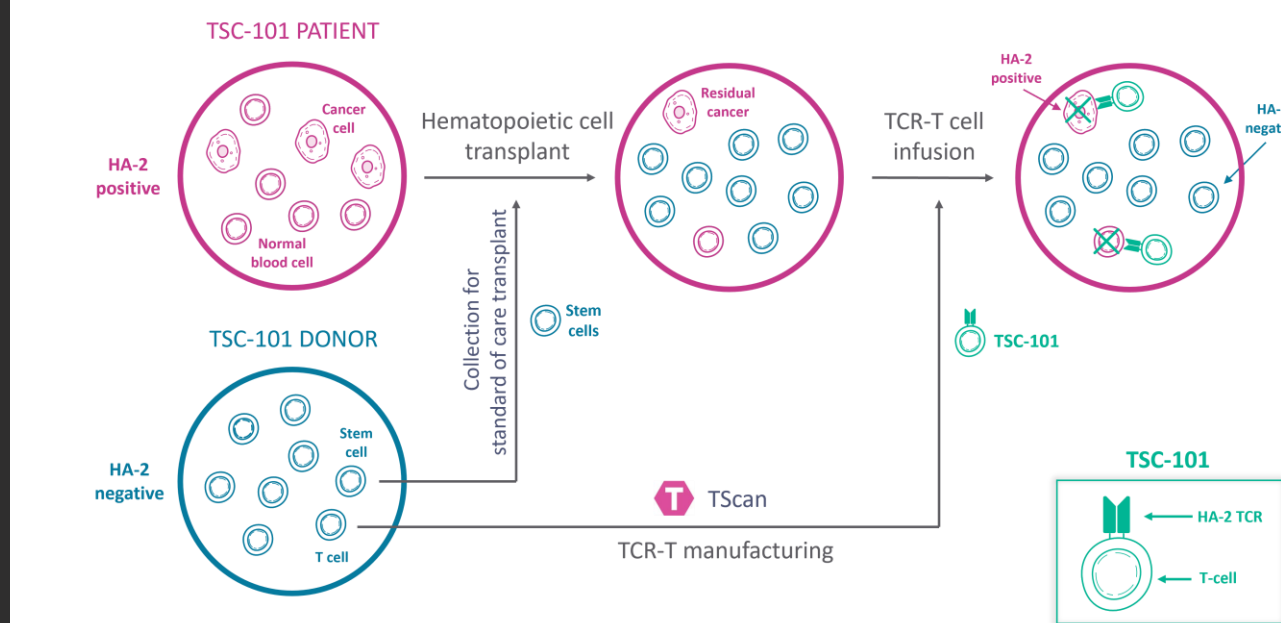 TSC-101 PATIENT
Cancer
cell
HA-2
positive
Normal
blood cell
Hematopoietic cell
transplant
Residual
cancer
TCR-T cell
infusion
HA-2
positive
HA-
negat
TSC-101 DONOR
HA-2
negative
Stem
cell
T cell
Collection for
standard of care transplant
Stem
cells
TSC-101
T TScan
TCR-T manufacturing
TSC-101
HA-2 TCR
T-cell